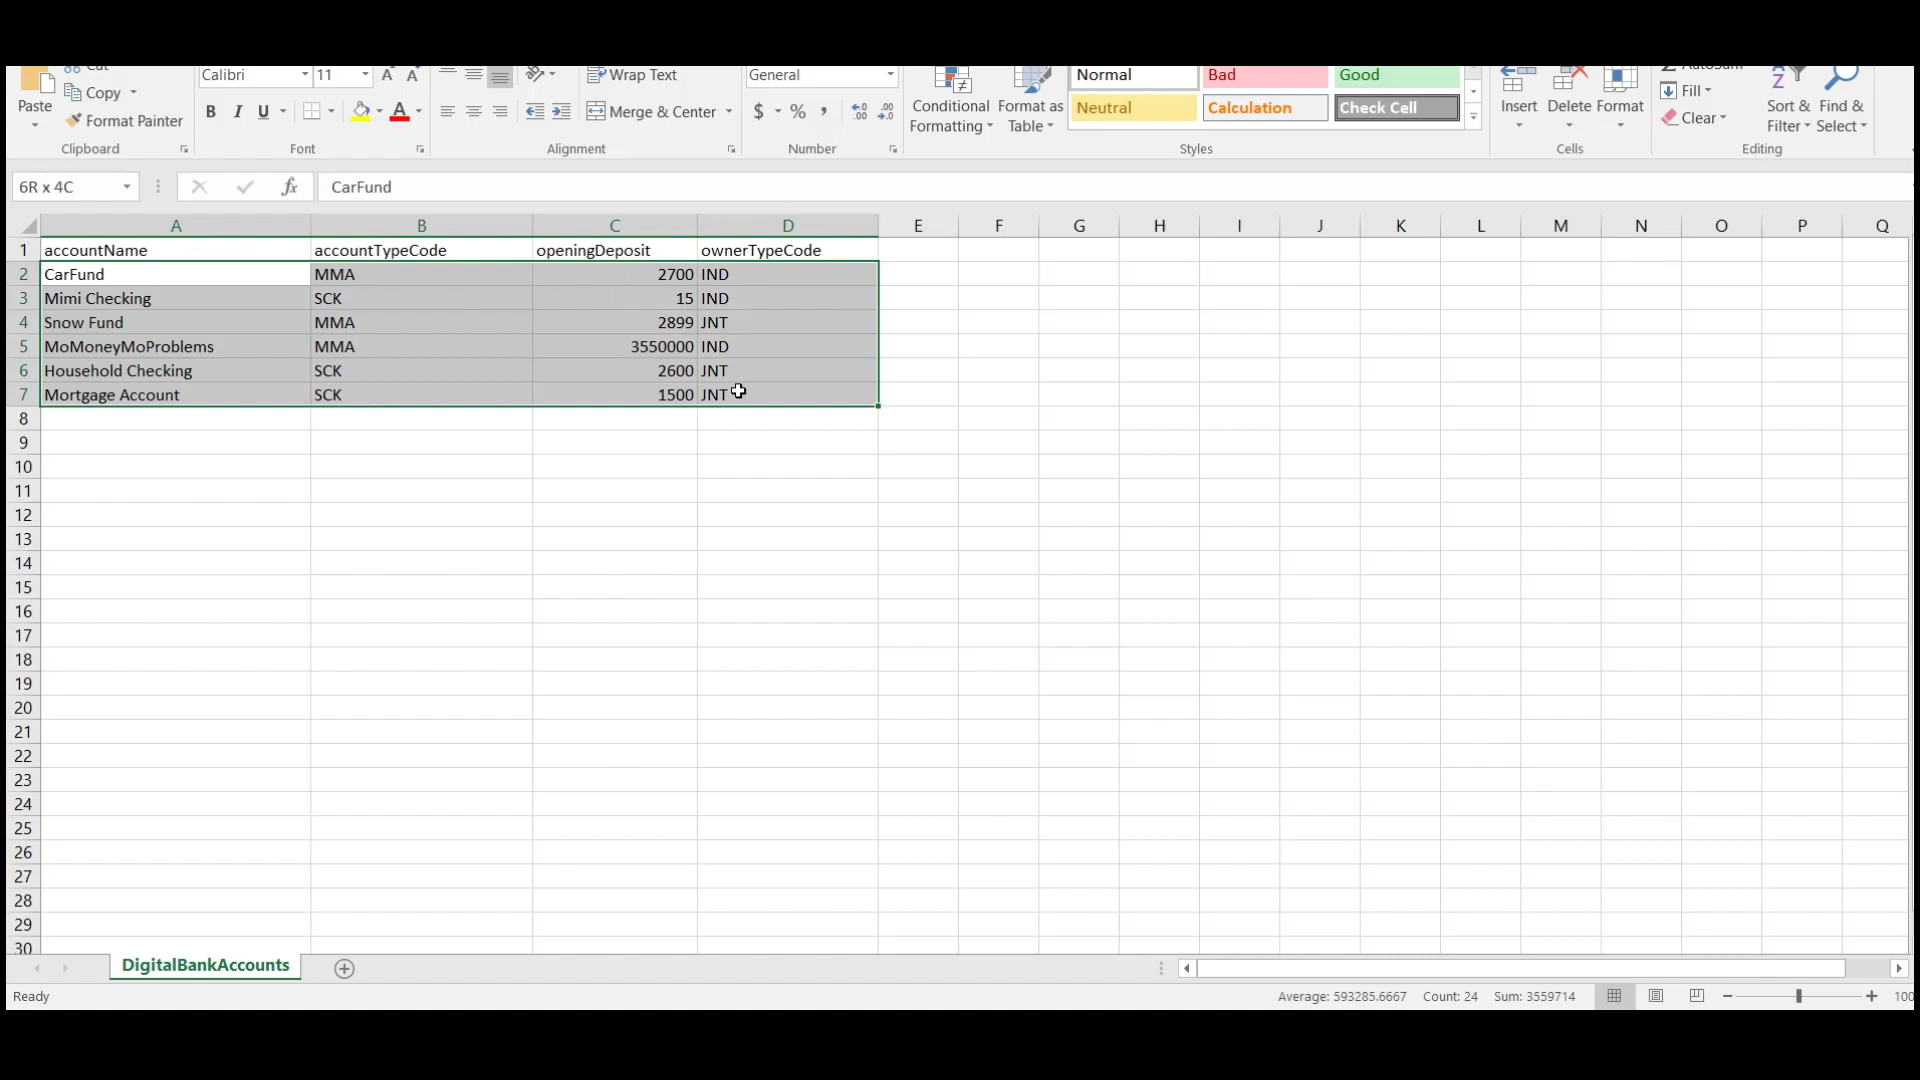 Cut
Calibri 11 A A Wrap Text General Normal Bad Good AutoSum
Paste Copy B I U A Merge & Center $ % , .00 .00 Conditional Formatting Format as Table Neutral Calculation Check Cell Insert Delete Format Fill Sort & Filter Find & Select
Format Painter Clear
Clipboard Font Alignment Number Styles Cells Editing
6R x 4C fx CarFund
A B C D E F G H I J K L M N O P Q
1 accountName accountTypeCode openingDeposit ownerTypeCode
2 CarFund MMA 2700 IND
3 Mimi Checking SCK 15 IND
4 Snow Fund MMA 2899 JNT
5 MoMoneyMoProblems MMA 3550000 IND
6 Household Checking SCK 2600 JNT
7 Mortgage Account SCK 1500 JNT
8
9
10
11
12
13
14
15
16
17
18
19
20
21
22
23
24
25
26
27
28
29
30
DigitalBankAccounts
Ready Average: 593285.6667 Count: 24 Sum: 3559714 100